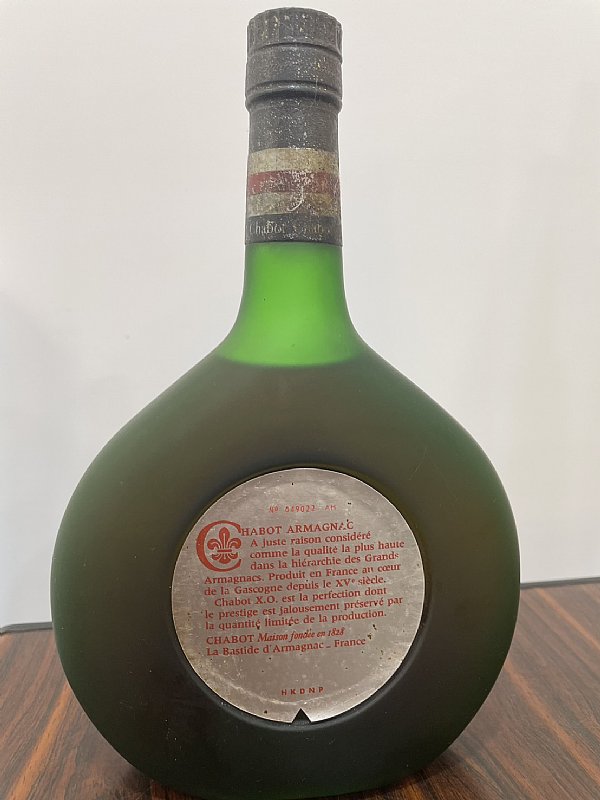 Chabot
Nº 849022 AM
CHABOT ARMAGNAC
A juste raison considéré
comme la qualité la plus haute
dans la hiérarchie des Grands
Armagnacs. Produit en France au cœur
de la Gascogne depuis le XVᵉ siècle.
Chabot X.O. est la perfection dont
le prestige est jalousement préservé par
la quantité limitée de la production.
CHABOT Maison fondée en 1828
La Bastide d'Armagnac - France
HKDNP